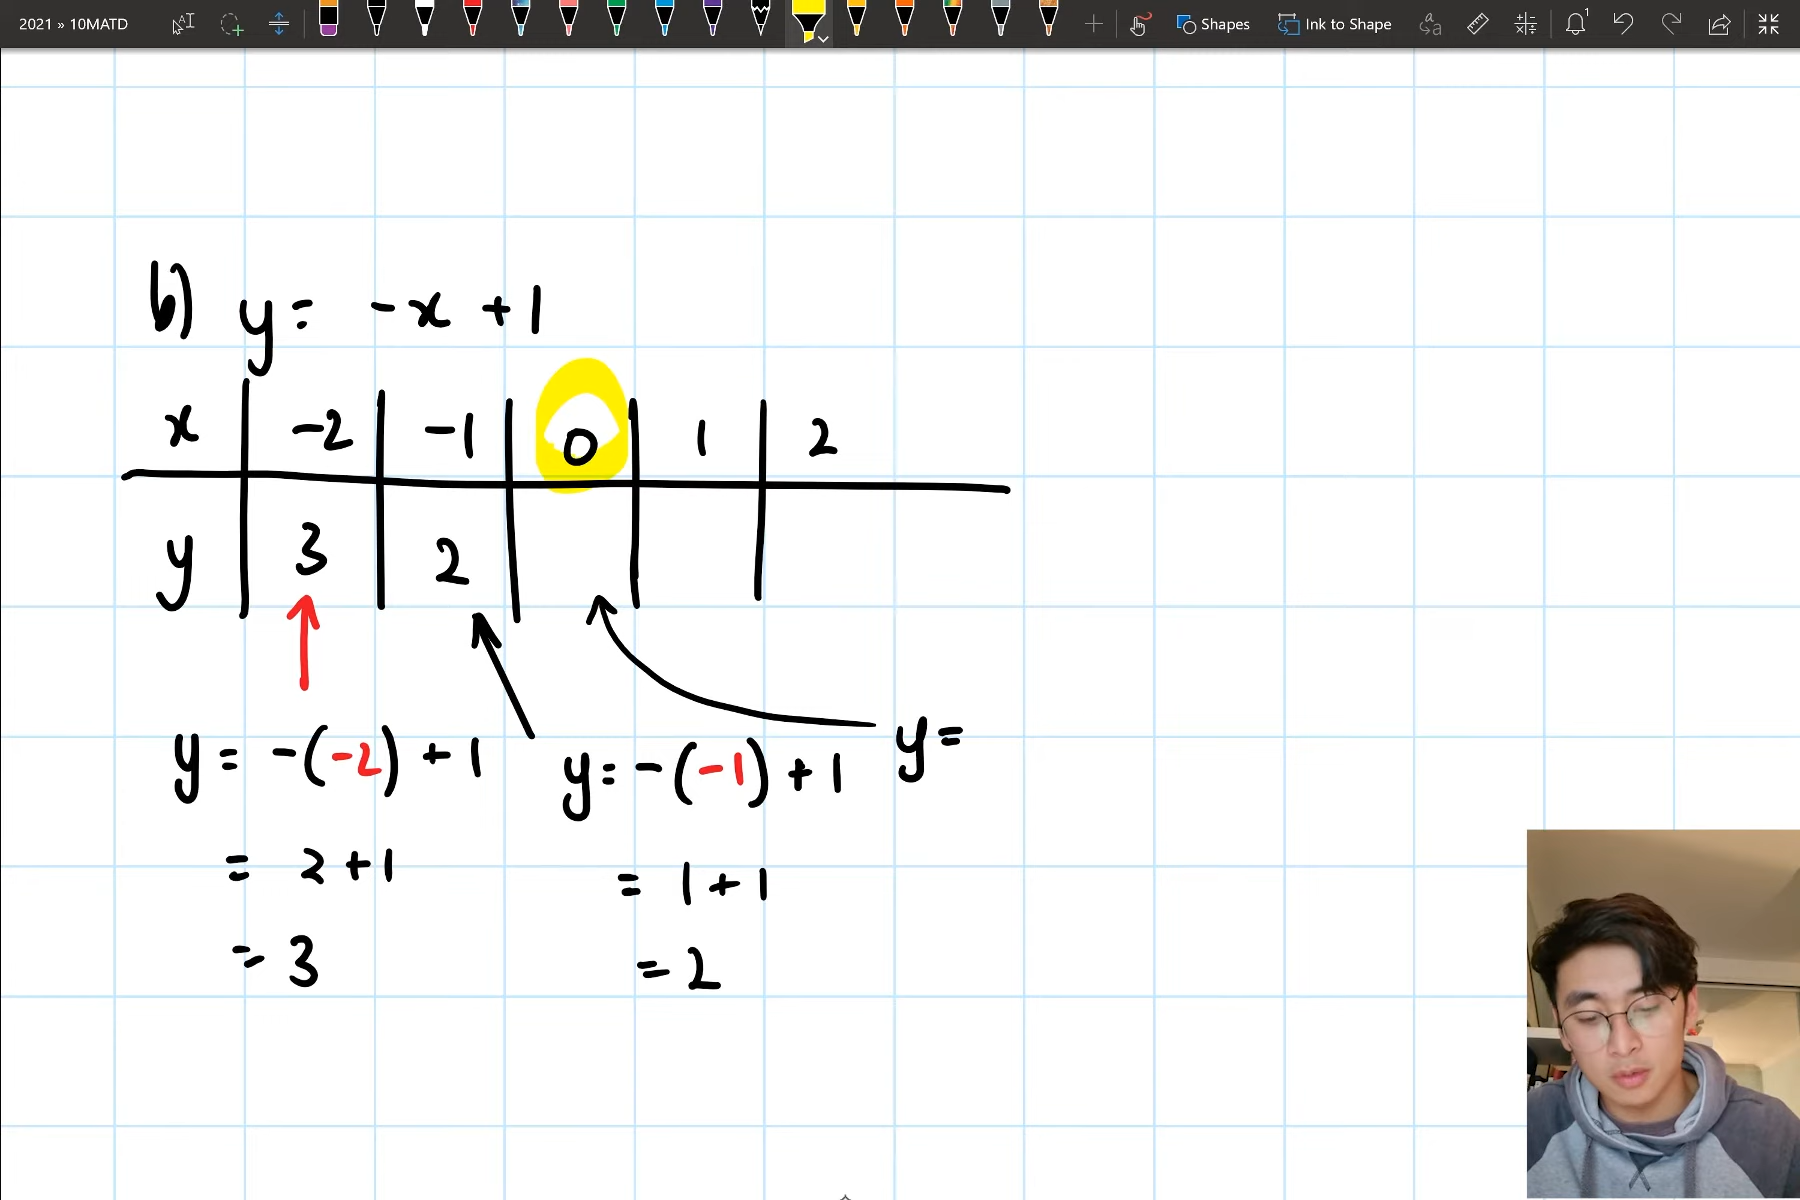 2021 » 10MATD
Shapes
Ink to Shape
1
b) y = -x + 1
x -2 -1 0 1 2
y 3 2
y = -(-2) + 1
= 2 + 1
= 3
y = -(-1) + 1
= 1 + 1
= 2
y =